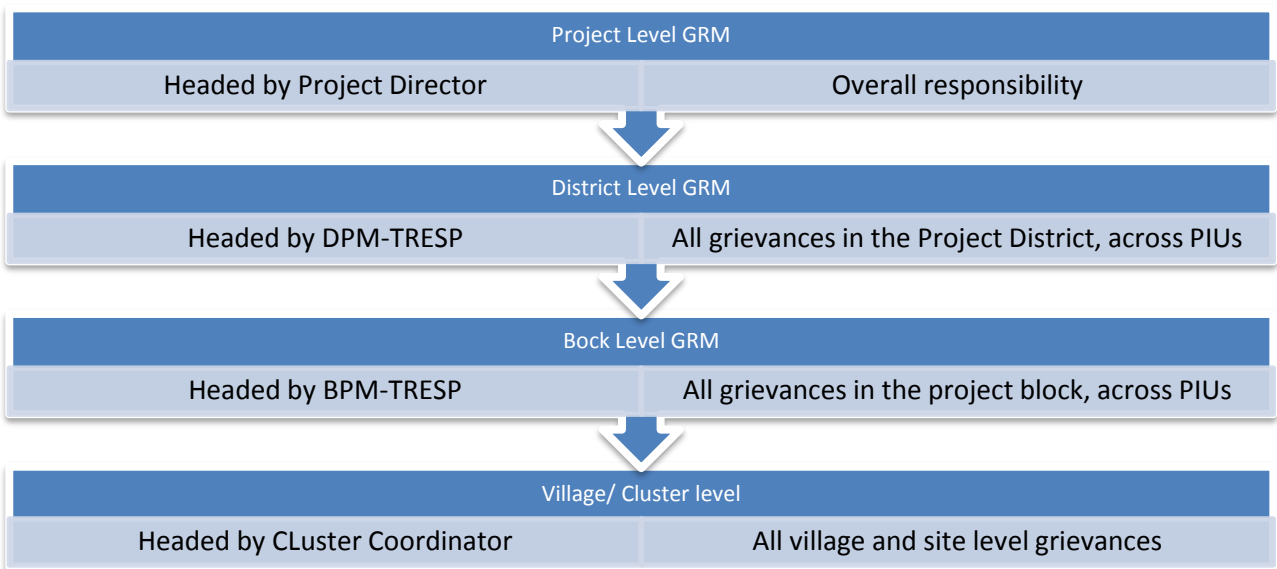 Project Level GRM
Headed by Project Director
Overall responsibility
District Level GRM
Headed by DPM-TRESP
All grievances in the Project District, across PIUs
Bock Level GRM
Headed by BPM-TRESP
All grievances in the project block, across PIUs
Village/ Cluster level
Headed by CLuster Coordinator
All village and site level grievances